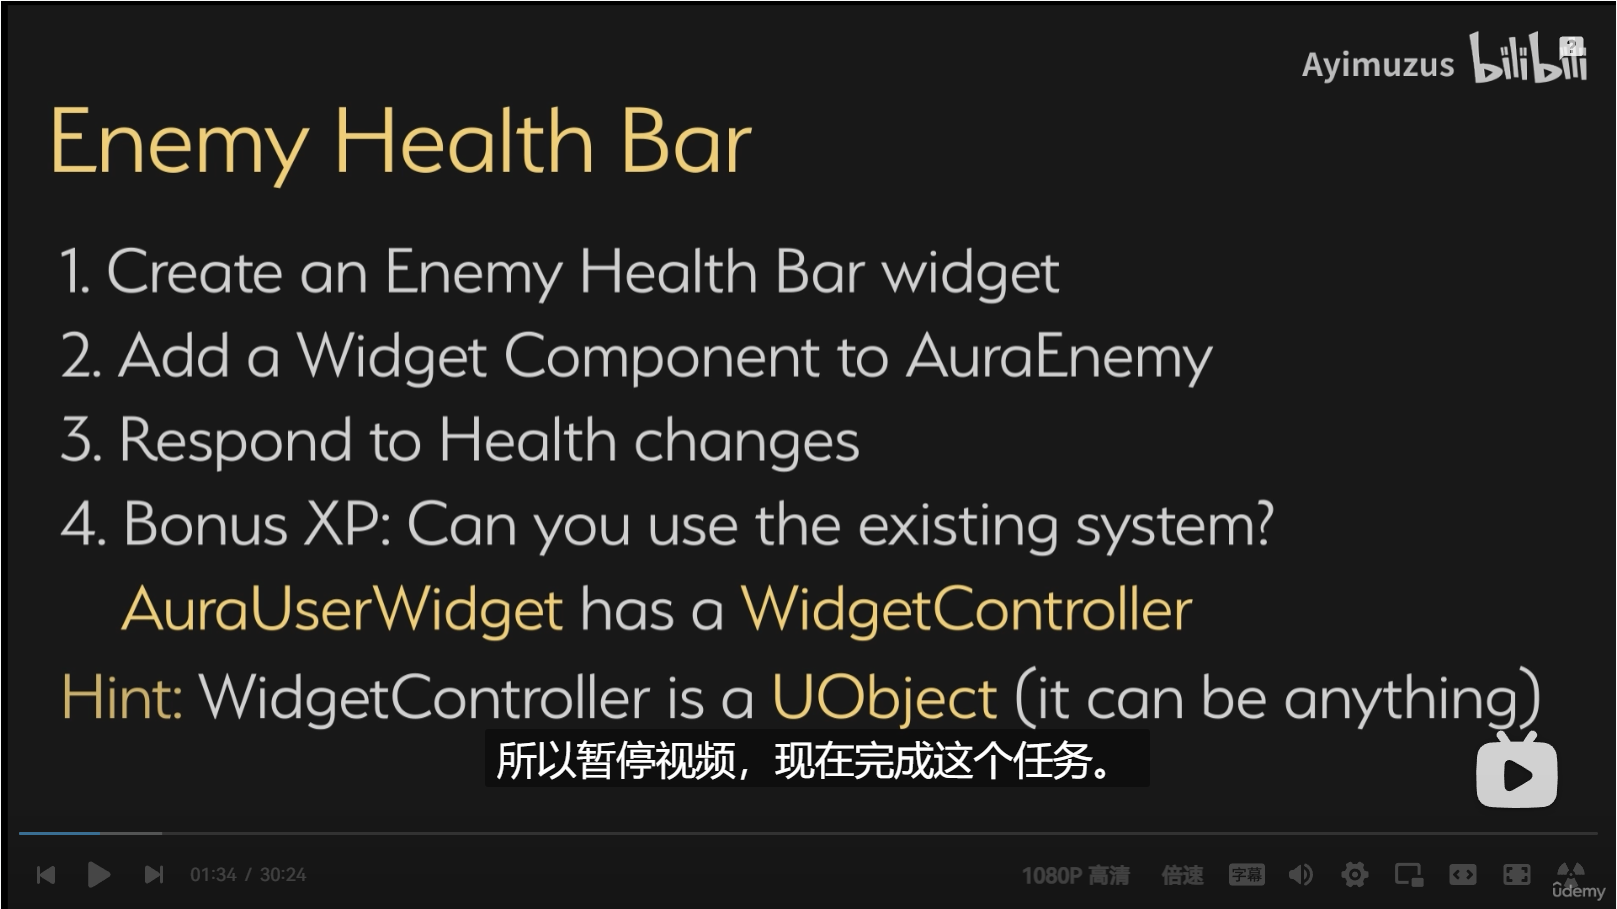 Ayimuzus bilibili
Enemy Health Bar
1. Create an Enemy Health Bar widget
2. Add a Widget Component to AuraEnemy
3. Respond to Health changes
4. Bonus XP: Can you use the existing system?
AuraUserWidget has a WidgetController
Hint: WidgetController is a UObject (it can be anything)
所以暂停视频，现在完成这个任务。
01:34 / 30:24
1080P 高清 倍速 字幕
ûdemy